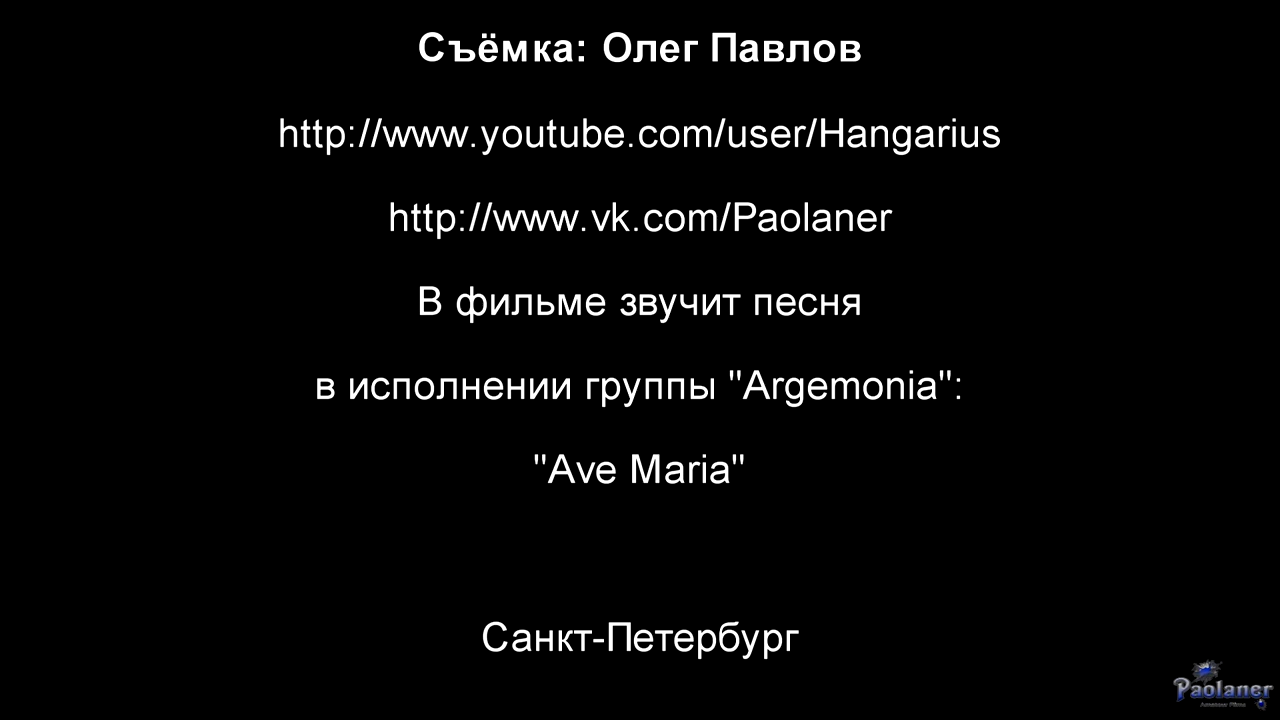 Съёмка: Олег Павлов
http://www.youtube.com/user/Hangarius
http://www.vk.com/Paolaner
В фильме звучит песня
в исполнении группы "Argemonia":
"Ave Maria"
Санкт-Петербург
Paolaner